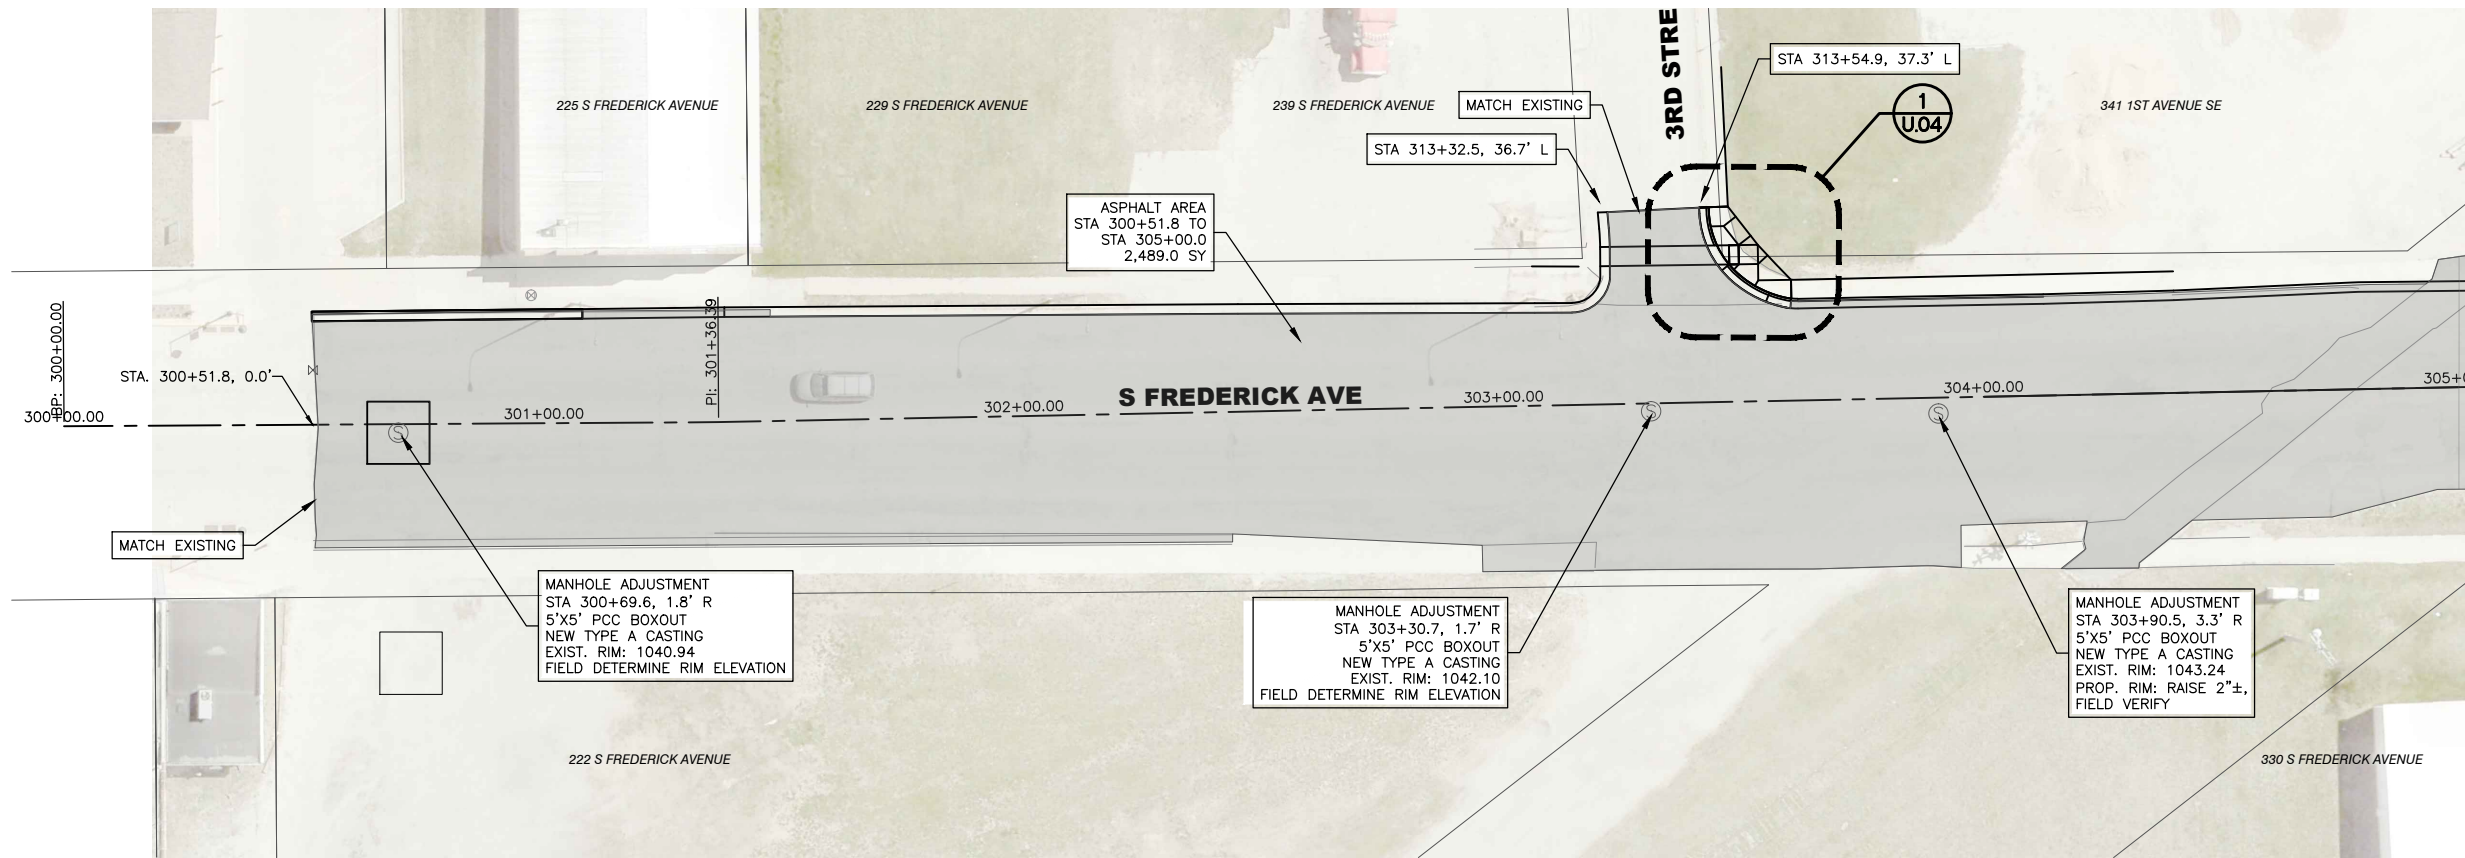 3RD STRE
STA 313+54.9, 37.3' L
225 S FREDERICK AVENUE
229 S FREDERICK AVENUE
239 S FREDERICK AVENUE
MATCH EXISTING
1
U.04
341 1ST AVENUE SE
STA 313+32.5, 36.7' L
ASPHALT AREA
STA 300+51.8 TO
STA 305+00.0
2,489.0 SY
BP: 300+00.00
PI: 301+36.39
STA. 300+51.8, 0.0'
300+00.00
301+00.00
302+00.00
S FREDERICK AVE
303+00.00
304+00.00
305+0
S
S
S
MATCH EXISTING
MANHOLE ADJUSTMENT
STA 300+69.6, 1.8' R
5'X5' PCC BOXOUT
NEW TYPE A CASTING
EXIST. RIM: 1040.94
FIELD DETERMINE RIM ELEVATION
MANHOLE ADJUSTMENT
STA 303+30.7, 1.7' R
5'X5' PCC BOXOUT
NEW TYPE A CASTING
EXIST. RIM: 1042.10
FIELD DETERMINE RIM ELEVATION
MANHOLE ADJUSTMENT
STA 303+90.5, 3.3' R
5'X5' PCC BOXOUT
NEW TYPE A CASTING
EXIST. RIM: 1043.24
PROP. RIM: RAISE 2"±,
FIELD VERIFY
222 S FREDERICK AVENUE
330 S FREDERICK AVENUE